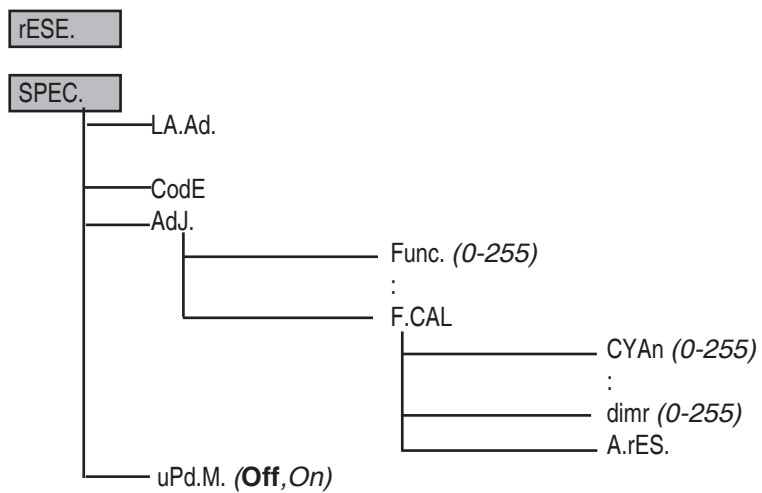 rESE.
SPEC.
LA.Ad.
CodE
AdJ.
Func. (0-255)
:
F.CAL
CYAn (0-255)
:
dimr (0-255)
A.rES.
uPd.M. (Off,On)